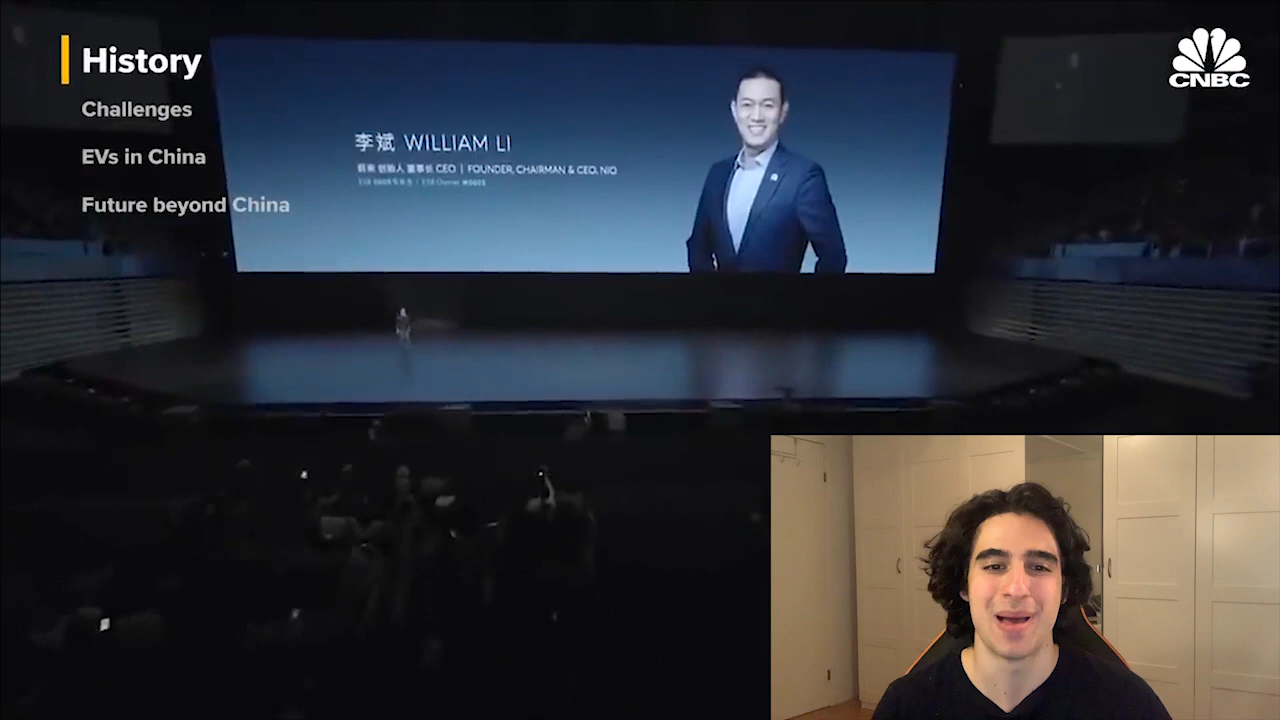 History
Challenges
EVs in China
Future beyond China
CNBC
李斌 WILLIAM LI
蔚来 创始人 董事长 CEO | FOUNDER, CHAIRMAN & CEO, NIO